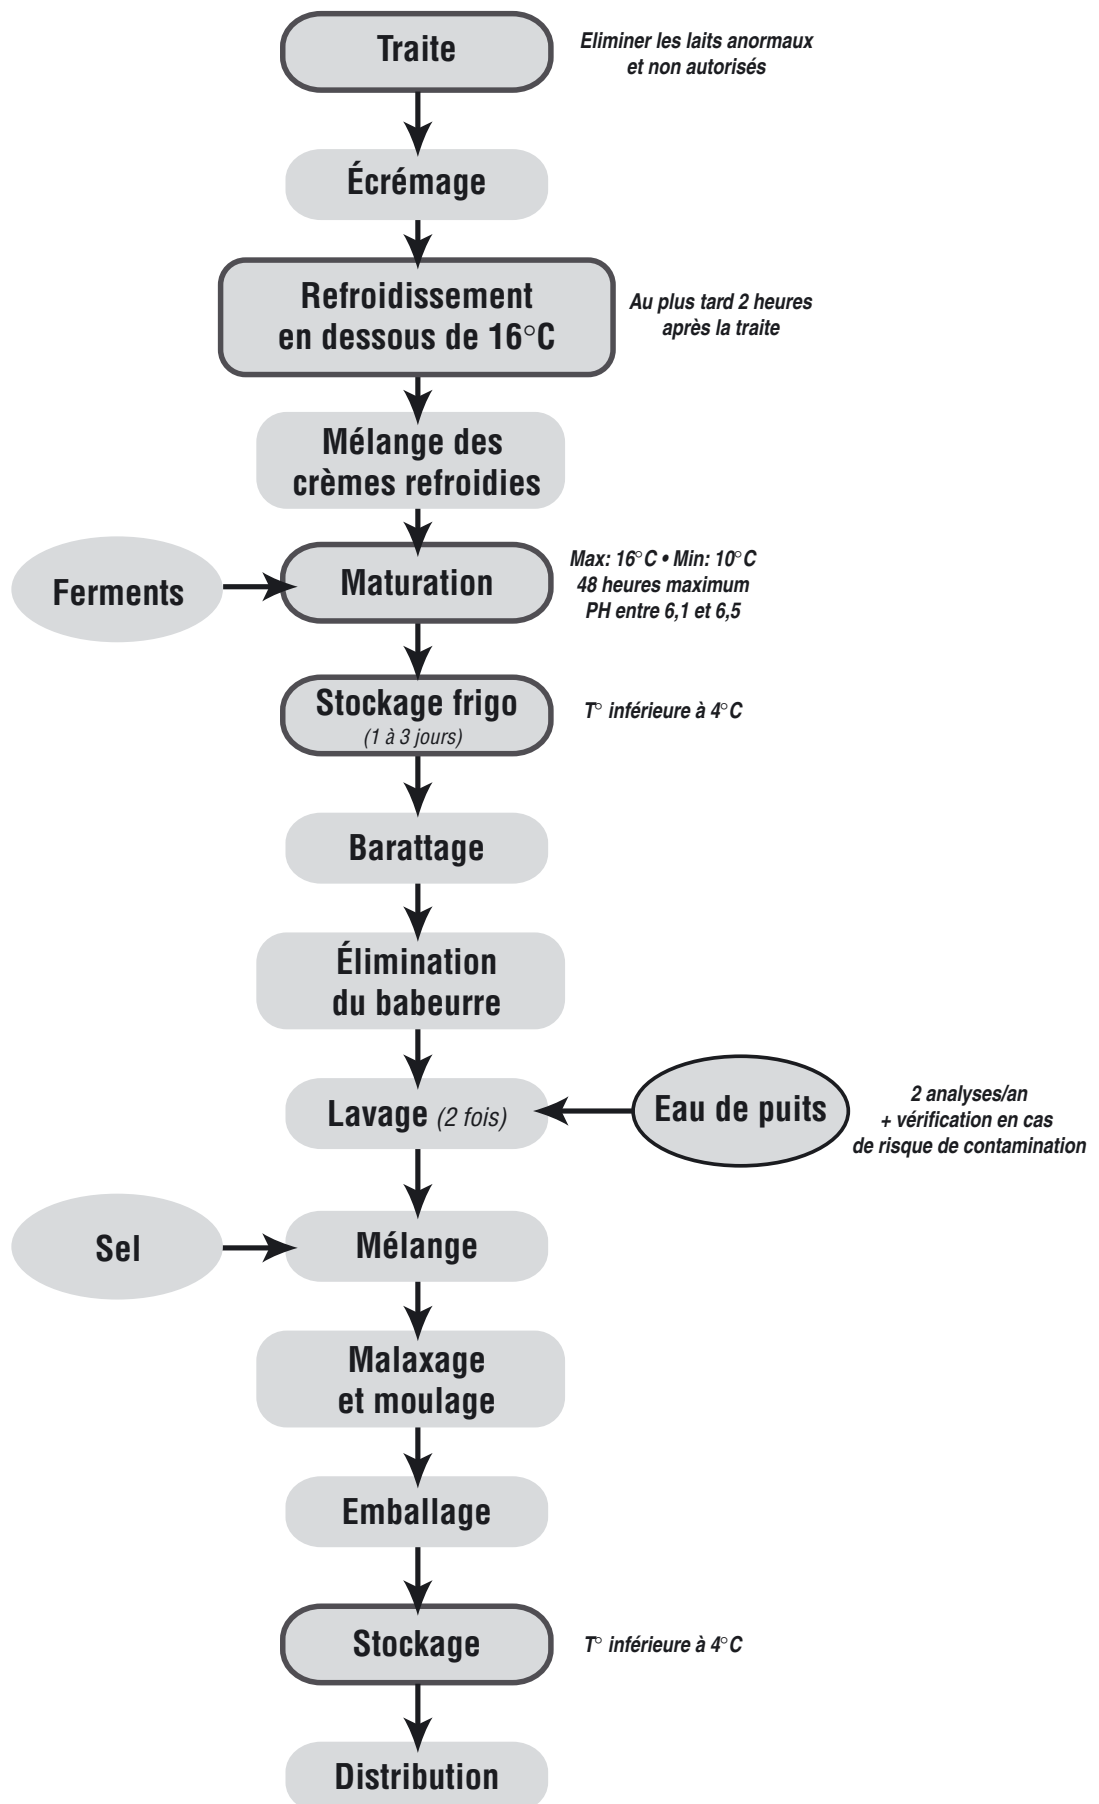 Traite
Eliminer les laits anormaux
et non autorisés
Écrémage
Refroidissement
en dessous de 16°C
Au plus tard 2 heures
après la traite
Mélange des
crèmes refroidies
Ferments
Maturation
Max: 16°C • Min: 10°C
48 heures maximum
PH entre 6,1 et 6,5
Stockage frigo
(1 à 3 jours)
T° inférieure à 4°C
Barattage
Élimination
du babeurre
Lavage (2 fois)
Eau de puits
2 analyses/an
+ vérification en cas
de risque de contamination
Sel
Mélange
Malaxage
et moulage
Emballage
Stockage
T° inférieure à 4°C
Distribution